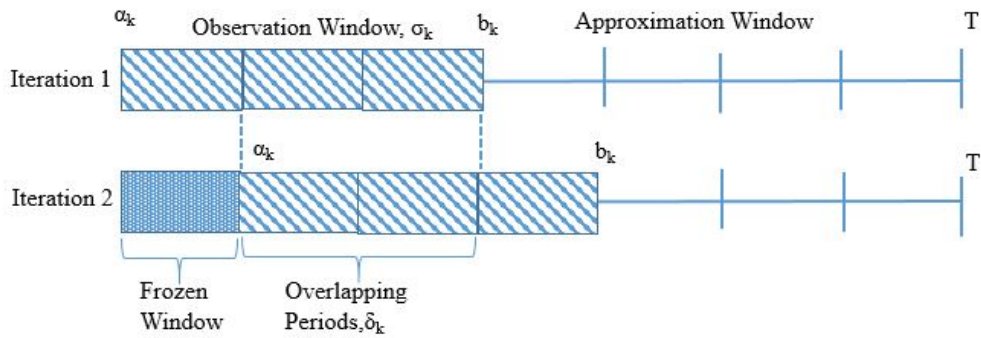 αₖ
Observation Window, σₖ
bₖ
Approximation Window
T
Iteration 1
αₖ
bₖ
T
Iteration 2
Frozen
Window
Overlapping
Periods,δₖ